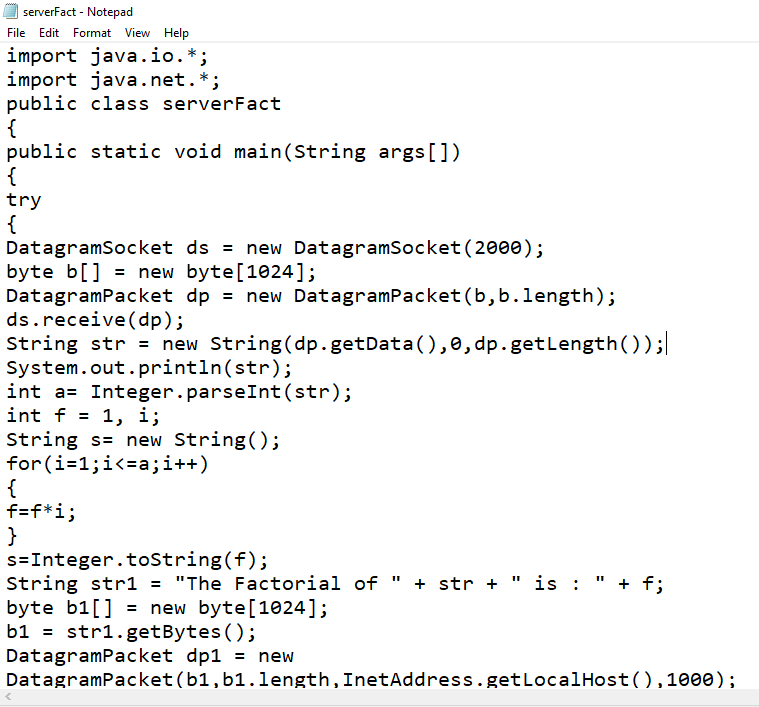 serverFact - Notepad
File Edit Format View Help
import java.io.*;
import java.net.*;
public class serverFact
{
public static void main(String args[])
{
try
{
DatagramSocket ds = new DatagramSocket(2000);
byte b[] = new byte[1024];
DatagramPacket dp = new DatagramPacket(b,b.length);
ds.receive(dp);
String str = new String(dp.getData(),0,dp.getLength());
System.out.println(str);
int a= Integer.parseInt(str);
int f = 1, i;
String s= new String();
for(i=1;i<=a;i++)
{
f=f*i;
}
s=Integer.toString(f);
String str1 = "The Factorial of " + str + " is : " + f;
byte b1[] = new byte[1024];
b1 = str1.getBytes();
DatagramPacket dp1 = new
DatagramPacket(b1,b1.length,InetAddress.getLocalHost(),1000);